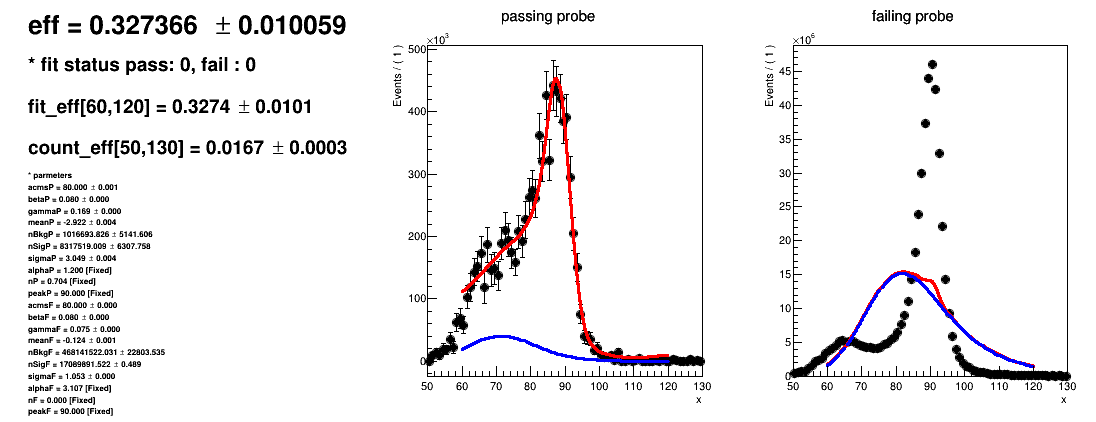 eff = 0.327366 ± 0.010059
* fit status pass: 0, fail : 0
fit_eff[60,120] = 0.3274 ± 0.0101
count_eff[50,130] = 0.0167 ± 0.0003
* parmeters
acmsP = 80.000 ± 0.001
betaP = 0.080 ± 0.000
gammaP = 0.169 ± 0.000
meanP = -2.922 ± 0.004
nBkgP = 1016693.826 ± 5141.606
nSigP = 8317519.009 ± 6307.758
sigmaP = 3.049 ± 0.004
alphaP = 1.200 [Fixed]
nP = 0.704 [Fixed]
peakP = 90.000 [Fixed]
acmsF = 80.000 ± 0.000
betaF = 0.080 ± 0.000
gammaF = 0.075 ± 0.000
meanF = -0.124 ± 0.001
nBkgF = 468141522.031 ± 22803.535
nSigF = 17089891.522 ± 0.489
sigmaF = 1.053 ± 0.000
alphaF = 3.107 [Fixed]
nF = 0.000 [Fixed]
peakF = 90.000 [Fixed]
passing probe
×10³
Events / ( 1 )
500
400
300
200
100
0
50 60 70 80 90 100 110 120 130
x
failing probe
×10⁶
Events / ( 1 )
45
40
35
30
25
20
15
10
5
0
50 60 70 80 90 100 110 120 130
x